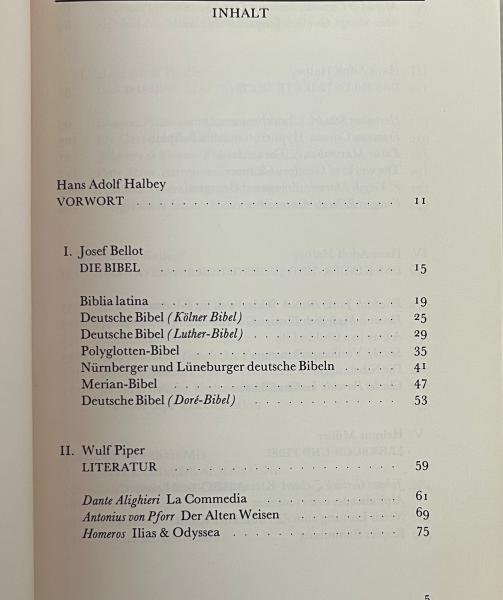 INHALT
Hans Adolf Halbey
VORWORT . . . . . . . . . . . . . . . . . . . . 11
I. Josef Bellot
DIE BIBEL . . . . . . . . . . . . . . . . . . 15
Biblia latina . . . . . . . . . . . . . . . . . . 19
Deutsche Bibel (Kölner Bibel) . . . . . . . . . . . 25
Deutsche Bibel (Luther-Bibel) . . . . . . . . . . . 29
Polyglotten-Bibel . . . . . . . . . . . . . . . 35
Nürnberger und Lüneburger deutsche Bibeln . . . . . 41
Merian-Bibel . . . . . . . . . . . . . . . . . 47
Deutsche Bibel (Doré-Bibel) . . . . . . . . . . . . 53
II. Wulf Piper
LITERATUR . . . . . . . . . . . . . . . . . 59
Dante Alighieri La Commedia . . . . . . . . . . . 61
Antonius von Pforr Der Alten Weisen . . . . . . . . 69
Homeros Ilias & Odyssea . . . . . . . . . . . . . 75
5